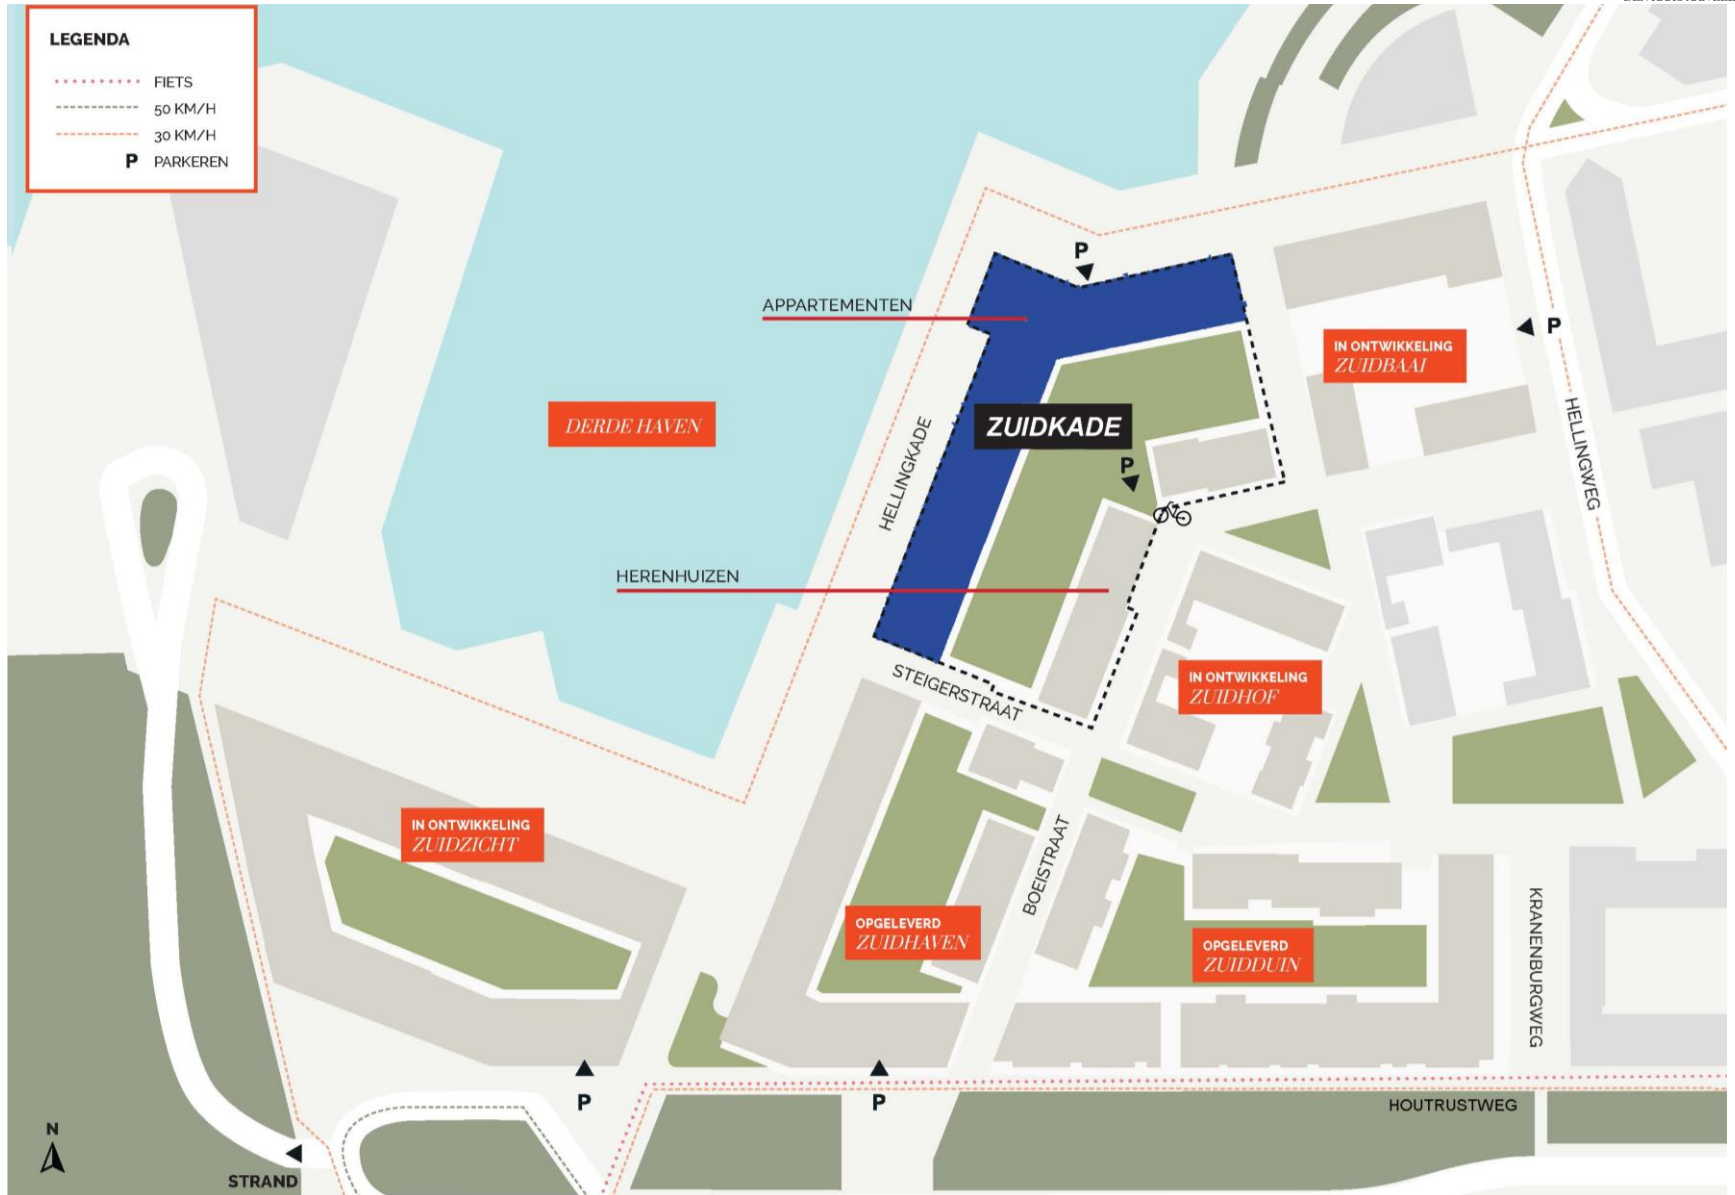 LEGENDA
FIETS
50 KM/H
30 KM/H
P PARKEREN
P
APPARTEMENTEN
P
IN ONTWIKKELING
ZUIDBAAI
DERDE HAVEN
HELLINGKADE
ZUIDKADE
P
HELLINGWEG
HERENHUIZEN
STEIGERSTRAAT
IN ONTWIKKELING
ZUIDHOF
IN ONTWIKKELING
ZUIDZICHT
BOEISTRAAT
OPGELEVERD
ZUIDHAVEN
OPGELEVERD
ZUIDDUIN
KRANENBURGWEG
P
P
HOUTRUSTWEG
N
STRAND